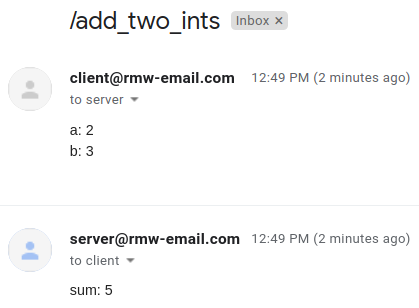 /add_two_ints Inbox ×
client@rmw-email.com 12:49 PM (2 minutes ago)
to server
a: 2
b: 3
server@rmw-email.com 12:49 PM (2 minutes ago)
to client
sum: 5